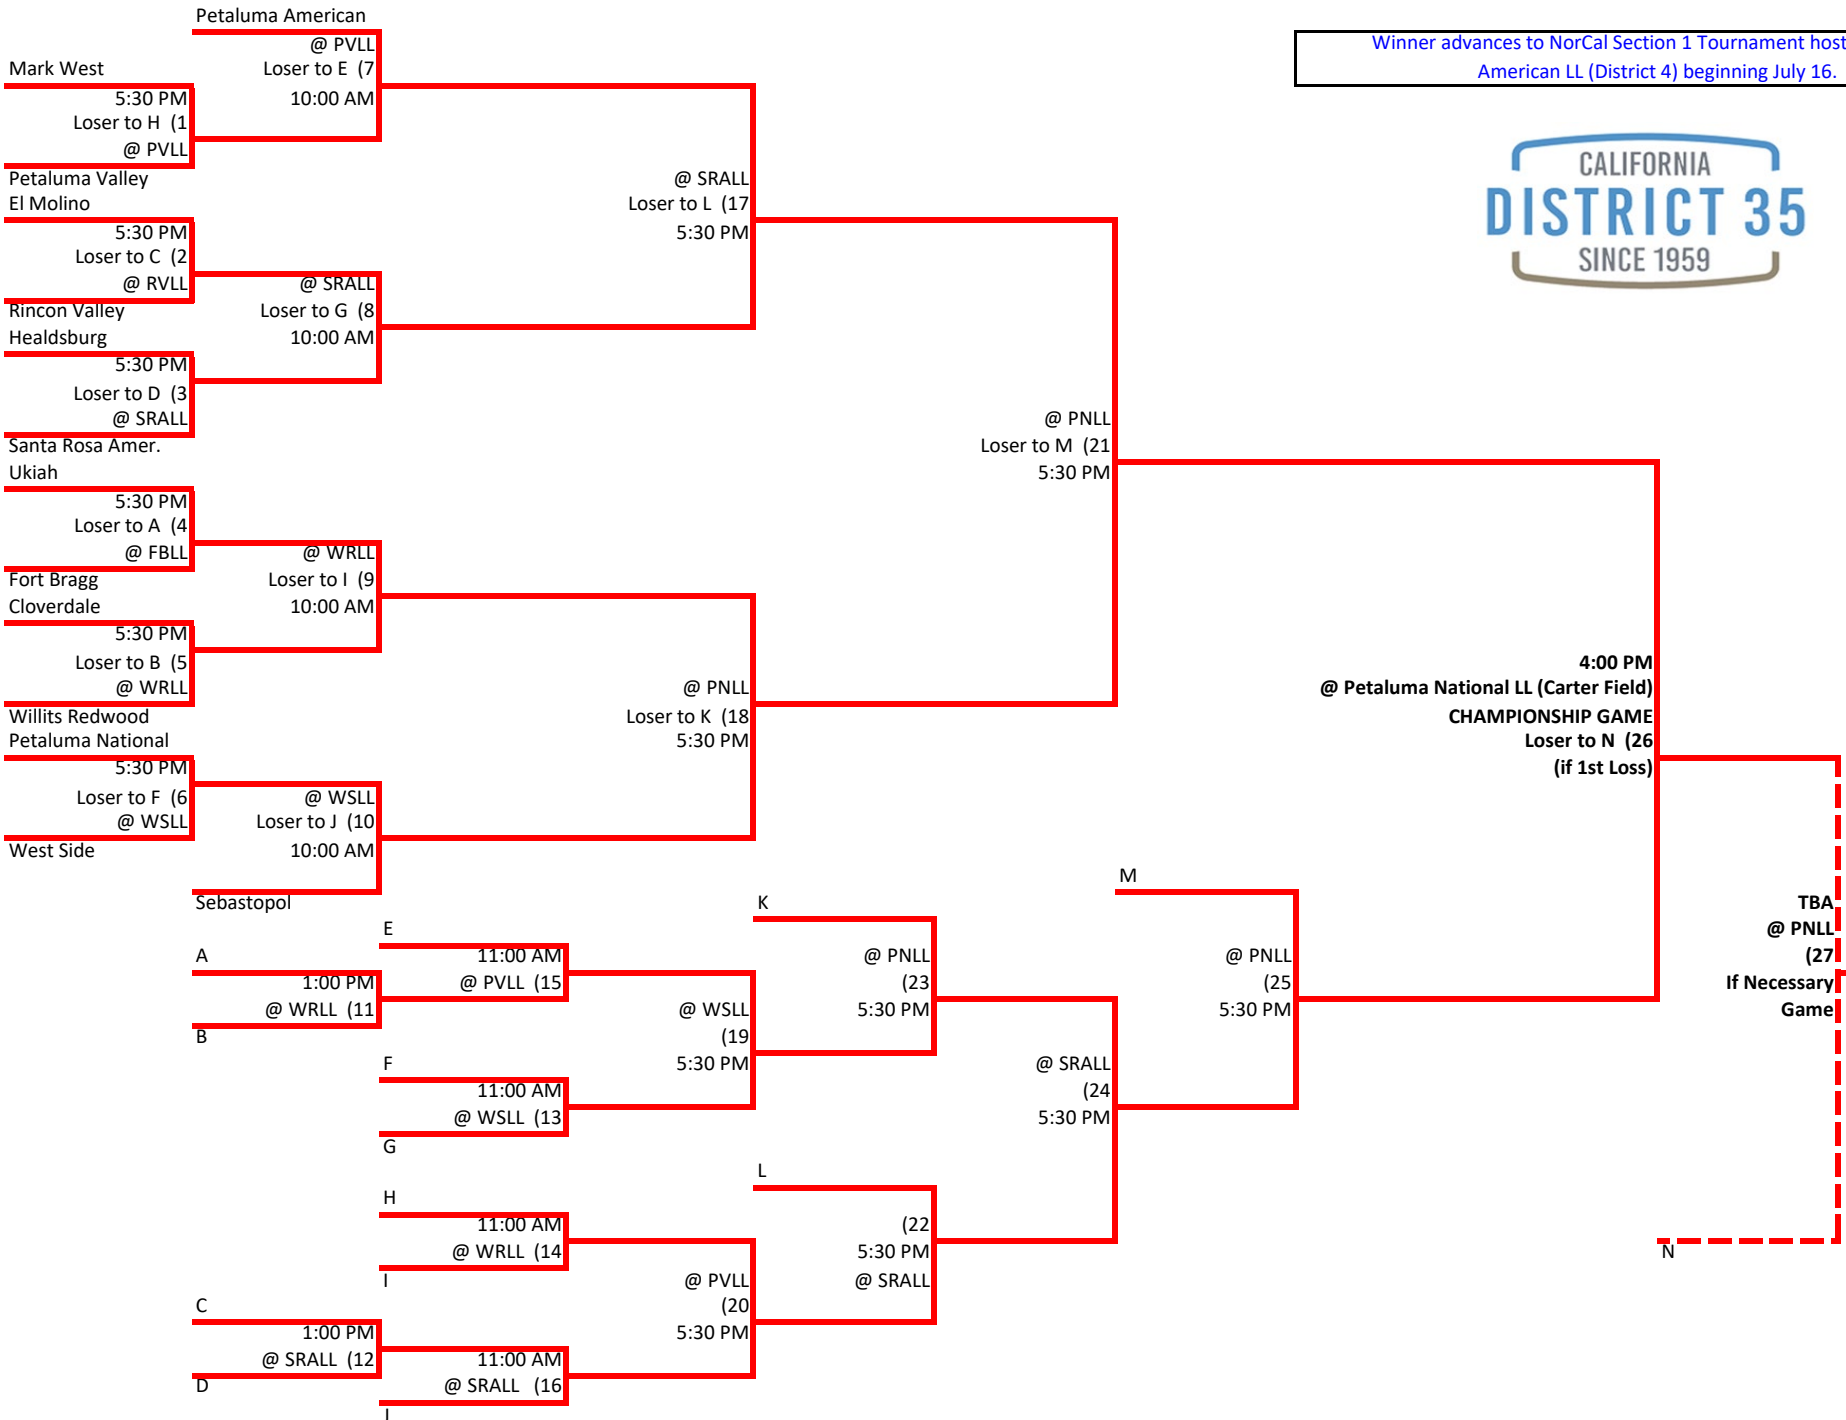 Petaluma American
@ PVLL
Loser to E (7
10:00 AM
Winner advances to NorCal Section 1 Tournament host
American LL (District 4) beginning July 16.
CALIFORNIA
DISTRICT 35
SINCE 1959
Mark West
5:30 PM
Loser to H (1
@ PVLL
Petaluma Valley
El Molino
5:30 PM
Loser to C (2
@ RVLL
Rincon Valley
Healdsburg
5:30 PM
Loser to D (3
@ SRALL
Santa Rosa Amer.
Ukiah
5:30 PM
Loser to A (4
@ FBLL
Fort Bragg
Cloverdale
5:30 PM
Loser to B (5
@ WRLL
Willits Redwood
Petaluma National
5:30 PM
Loser to F (6
@ WSLL
West Side
@ SRALL
Loser to G (8
10:00 AM
@ WRLL
Loser to I (9
10:00 AM
@ WSLL
Loser to J (10
10:00 AM
Sebastopol
@ SRALL
Loser to L (17
5:30 PM
@ PNLL
Loser to K (18
5:30 PM
@ PNLL
Loser to M (21
5:30 PM
4:00 PM
@ Petaluma National LL (Carter Field)
CHAMPIONSHIP GAME
Loser to N (26
(if 1st Loss)
A
1:00 PM
@ WRLL (11
B
E
11:00 AM
@ PVLL (15
F
11:00 AM
@ WSLL (13
G
H
11:00 AM
@ WRLL (14
I
C
1:00 PM
@ SRALL (12
D
11:00 AM
@ SRALL (16
J
@ WSLL
(19
5:30 PM
@ PVLL
(20
5:30 PM
K
@ PNLL
(23
5:30 PM
L
(22
5:30 PM
@ SRALL
@ SRALL
(24
5:30 PM
M
@ PNLL
(25
5:30 PM
TBA
@ PNLL
(27
If Necessary
Game
N